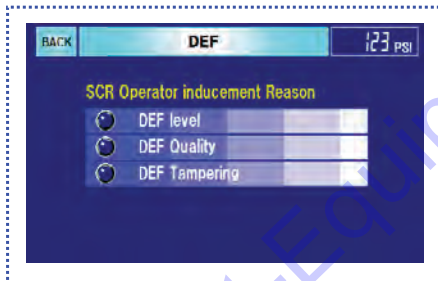 BACK
DEF
123 PSI
SCR Operator inducement Reason
DEF level
DEF Quality
DEF Tampering